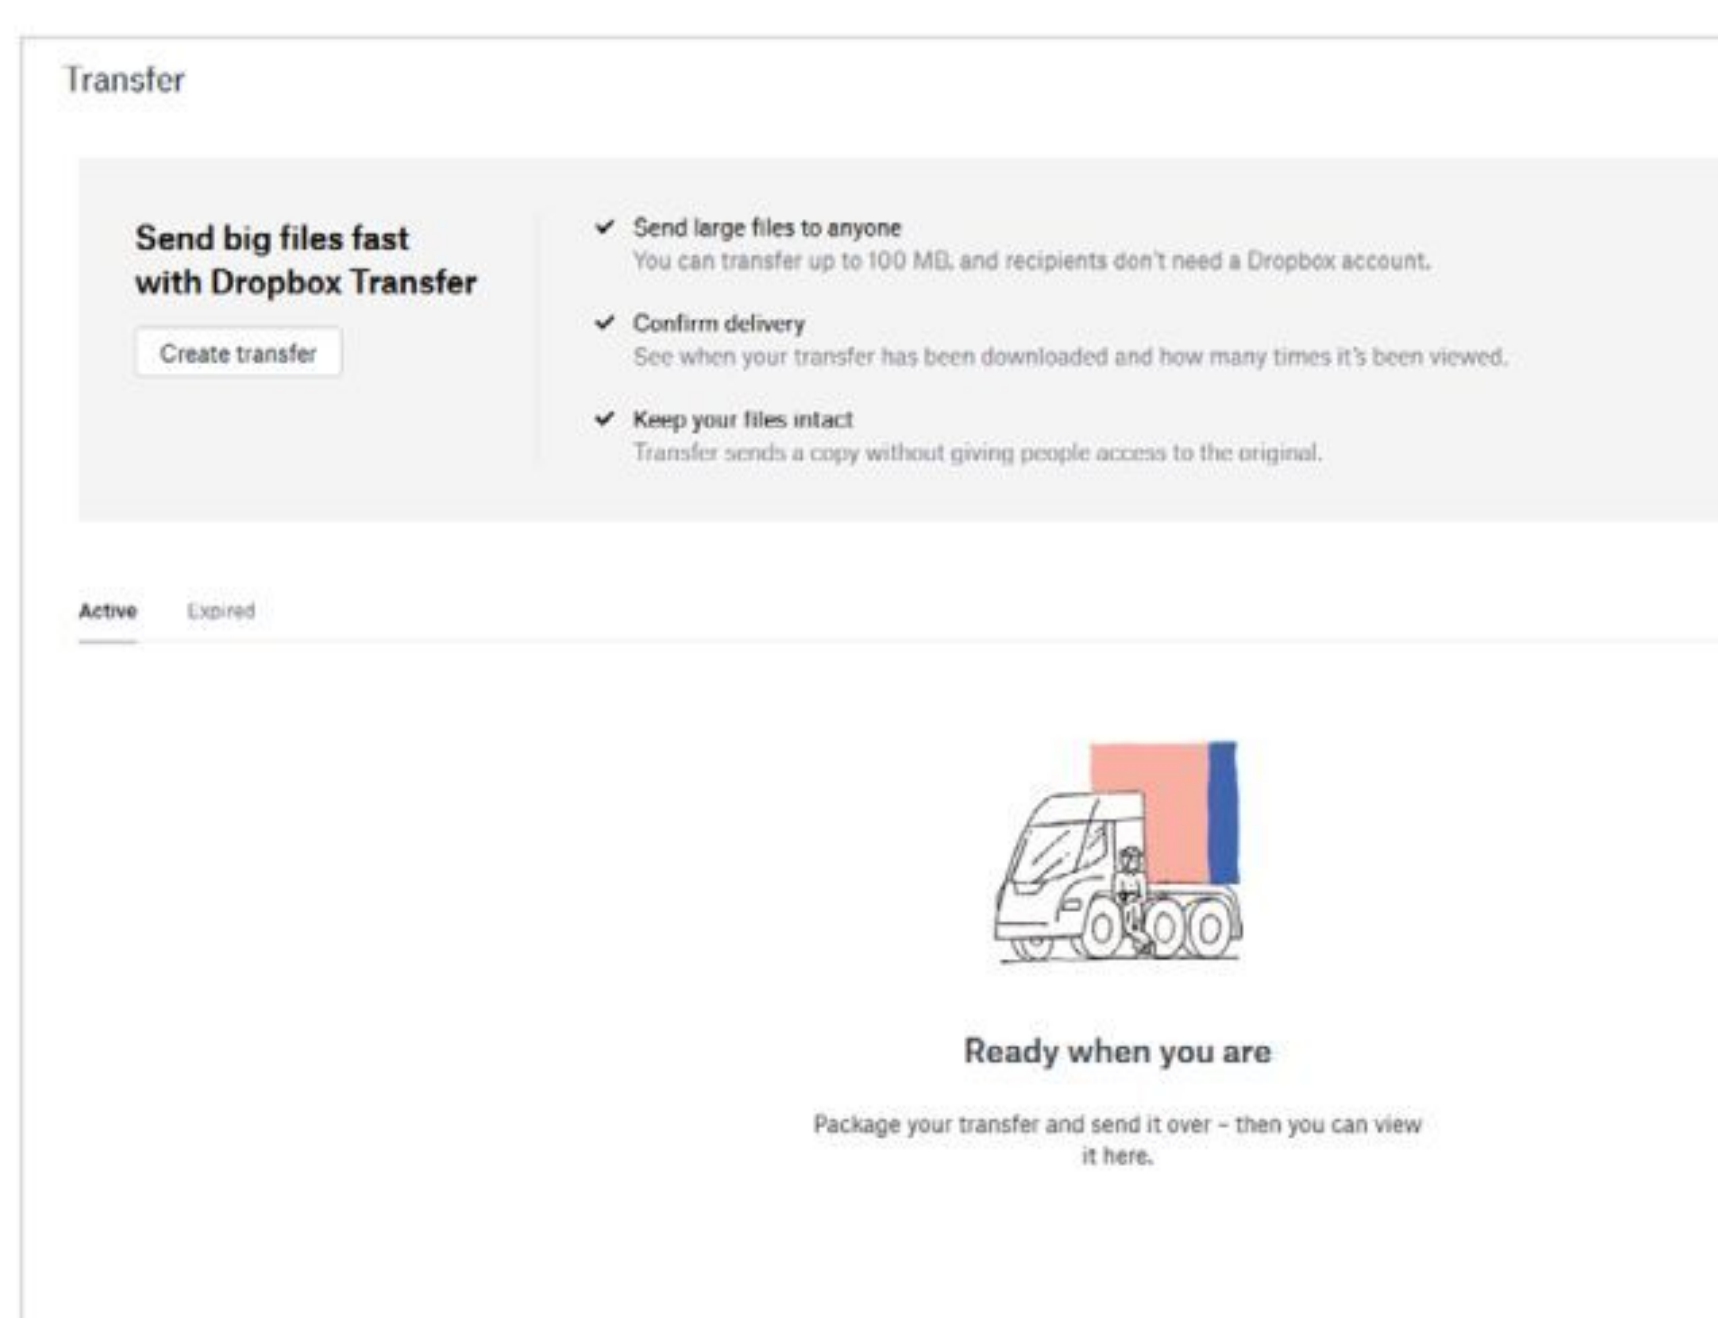 Transfer
Send big files fast
with Dropbox Transfer
Create transfer
Send large files to anyone
You can transfer up to 100 MB, and recipients don't need a Dropbox account.
Confirm delivery
See when your transfer has been downloaded and how many times it's been viewed.
Keep your files intact
Transfer sends a copy without giving people access to the original.
Active Expired
Ready when you are
Package your transfer and send it over – then you can view
it here.